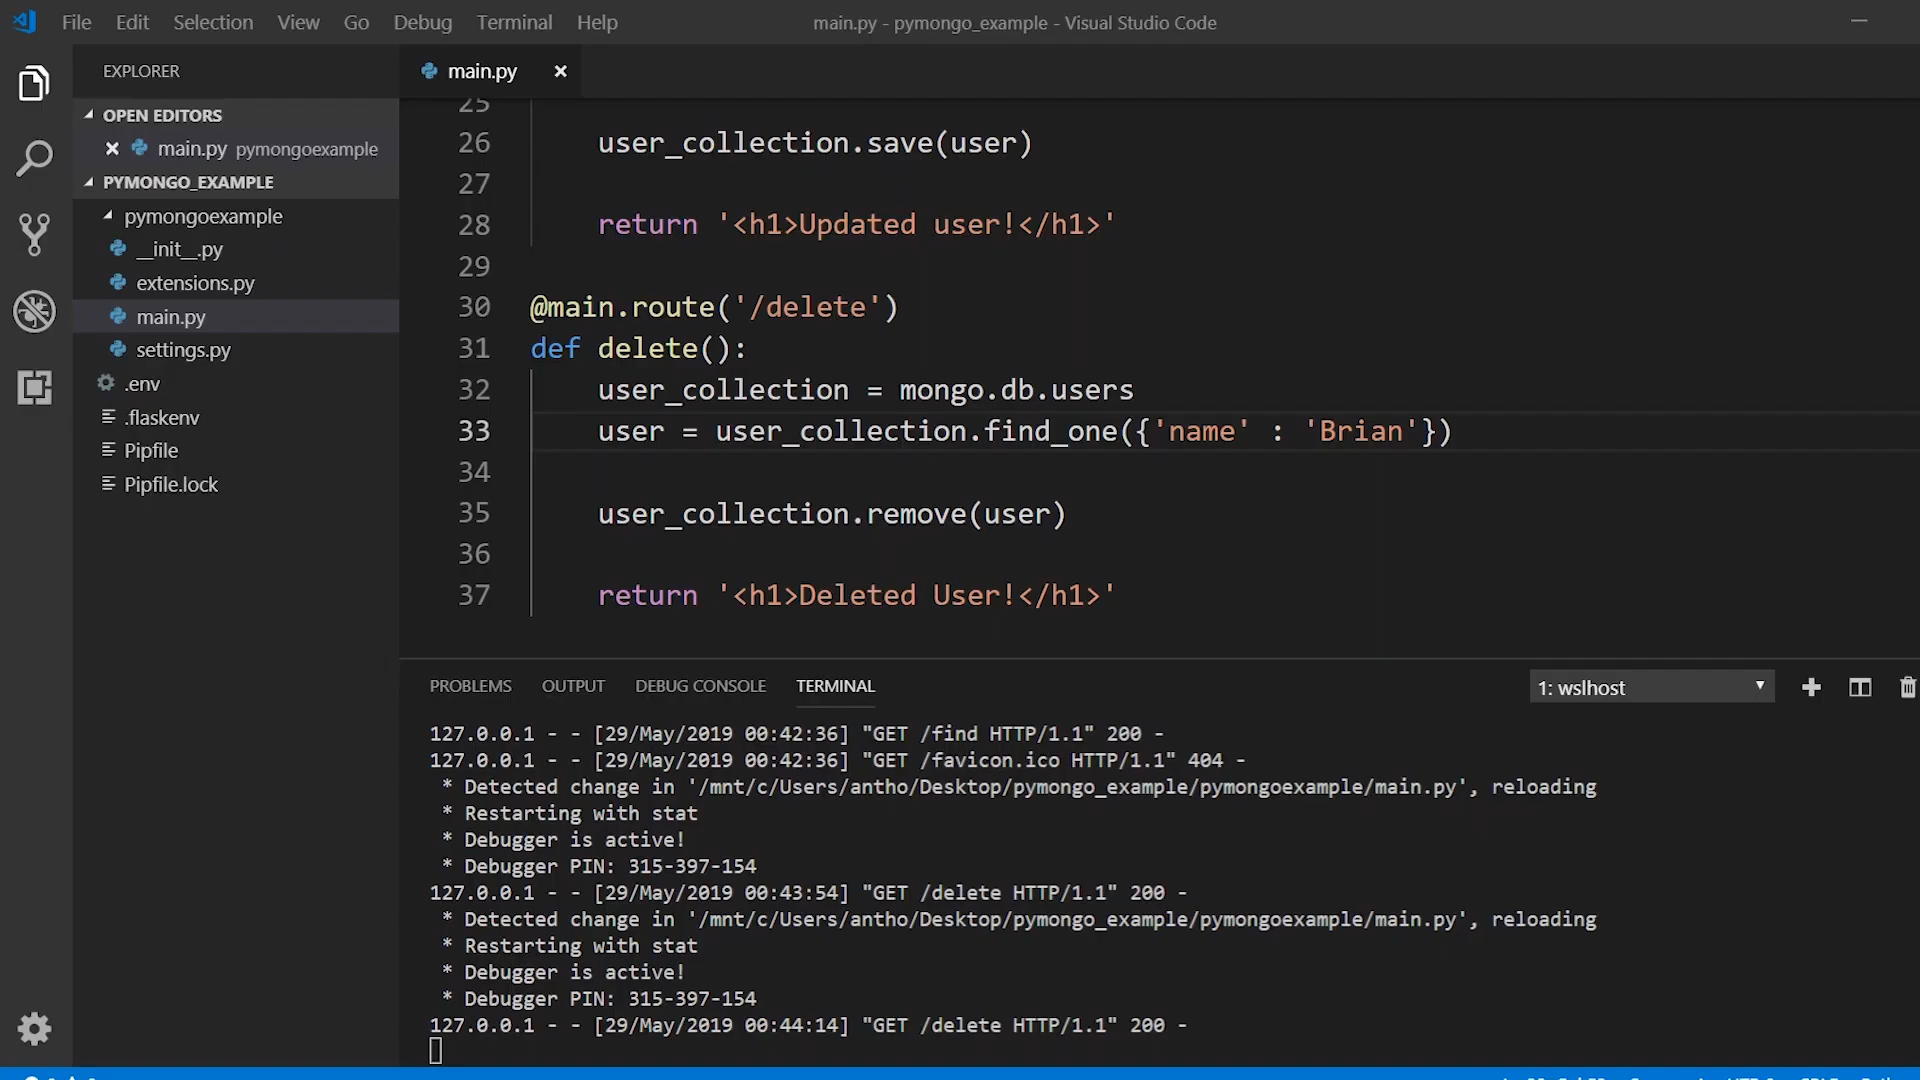 File Edit Selection View Go Debug Terminal Help
main.py - pymongo_example - Visual Studio Code
EXPLORER
OPEN EDITORS
main.py pymongoexample
PYMONGO_EXAMPLE
pymongoexample
__init__.py
extensions.py
main.py
settings.py
.env
.flaskenv
Pipfile
Pipfile.lock
main.py
25
26 user_collection.save(user)
27
28 return '<h1>Updated user!</h1>'
29
30 @main.route('/delete')
31 def delete():
32 user_collection = mongo.db.users
33 user = user_collection.find_one({'name' : 'Brian'})
34
35 user_collection.remove(user)
36
37 return '<h1>Deleted User!</h1>'
PROBLEMS OUTPUT DEBUG CONSOLE TERMINAL
1: wslhost
127.0.0.1 - - [29/May/2019 00:42:36] "GET /find HTTP/1.1" 200 -
127.0.0.1 - - [29/May/2019 00:42:36] "GET /favicon.ico HTTP/1.1" 404 -
* Detected change in '/mnt/c/Users/antho/Desktop/pymongo_example/pymongoexample/main.py', reloading
* Restarting with stat
* Debugger is active!
* Debugger PIN: 315-397-154
127.0.0.1 - - [29/May/2019 00:43:54] "GET /delete HTTP/1.1" 200 -
* Detected change in '/mnt/c/Users/antho/Desktop/pymongo_example/pymongoexample/main.py', reloading
* Restarting with stat
* Debugger is active!
* Debugger PIN: 315-397-154
127.0.0.1 - - [29/May/2019 00:44:14] "GET /delete HTTP/1.1" 200 -